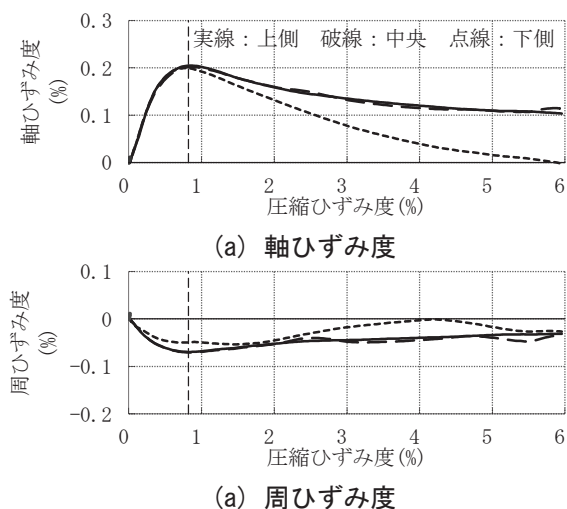 0.3
実線：上側　破線：中央　点線：下側
軸ひずみ度
(%)
0.2
0.1
0
0 1 2 3 4 5 6
圧縮ひずみ度(%)
(a) 軸ひずみ度
0.1
周ひずみ度
(%)
0
-0.1
-0.2
0 1 2 3 4 5 6
圧縮ひずみ度(%)
(a) 周ひずみ度